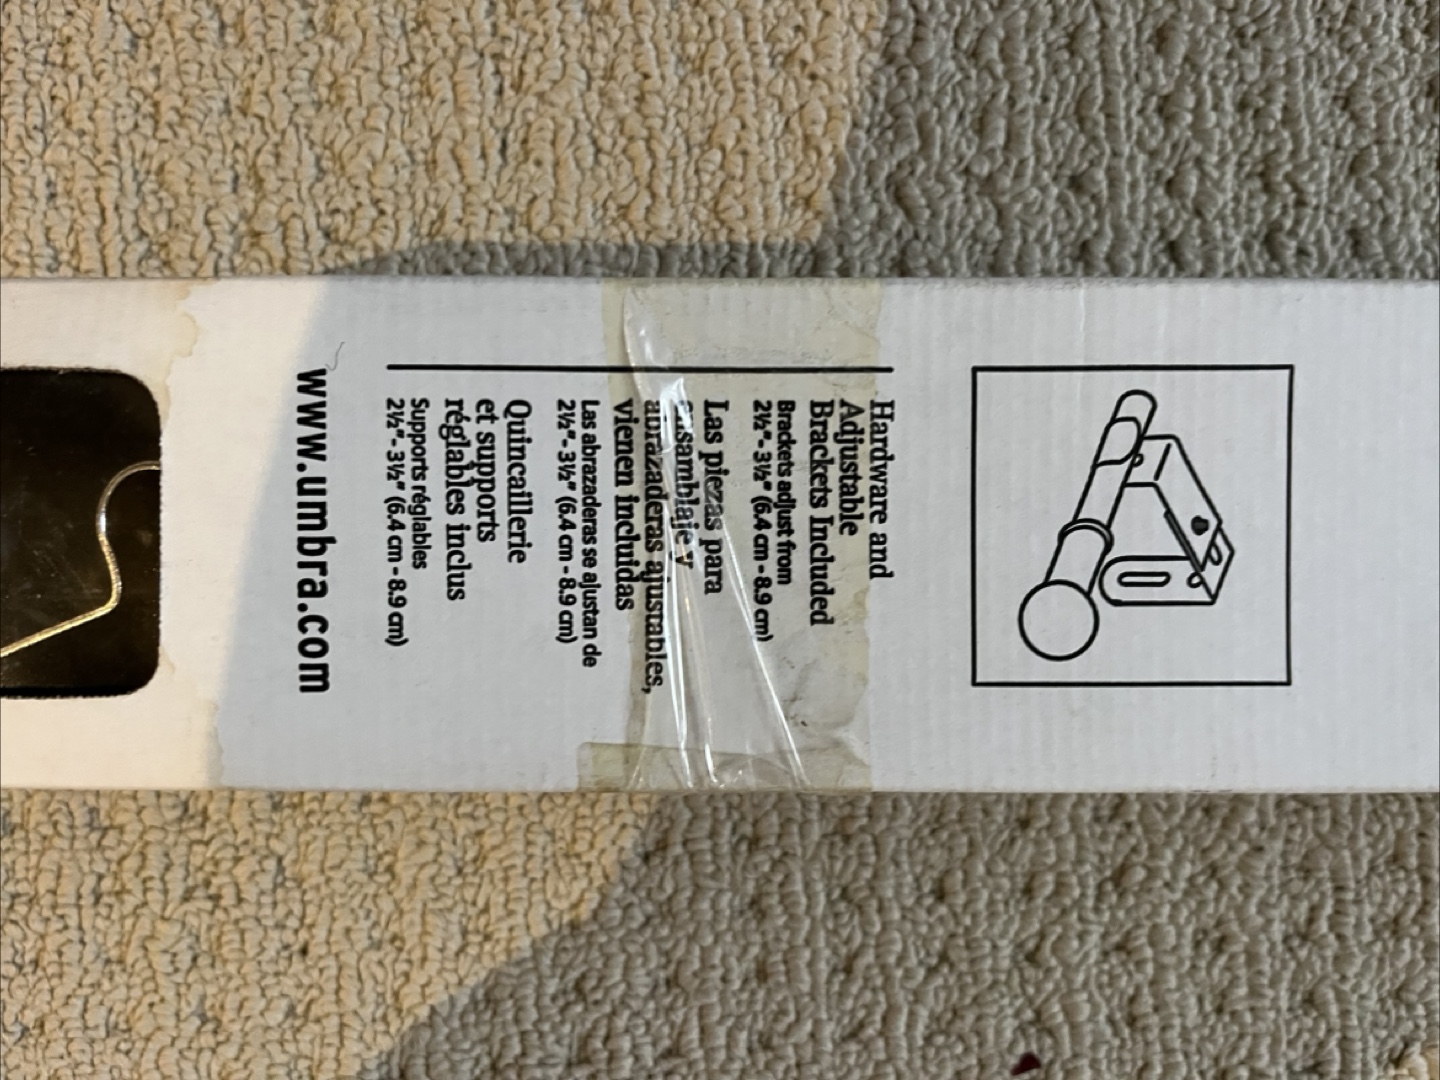 Hardware and
Adjustable
Brackets Included
Brackets adjust from
2½"- 3½" (6.4 cm - 8.9 cm)
Las piezas para
ensamblaje y
abrazaderas ajustables,
vienen incluidas
Las abrazaderas se ajustan de
2½"- 3½" (6.4 cm - 8.9 cm)
Quincaillerie
et supports
réglables inclus
Supports réglables
2½"- 3½" (6.4 cm - 8.9 cm)
www.umbra.com